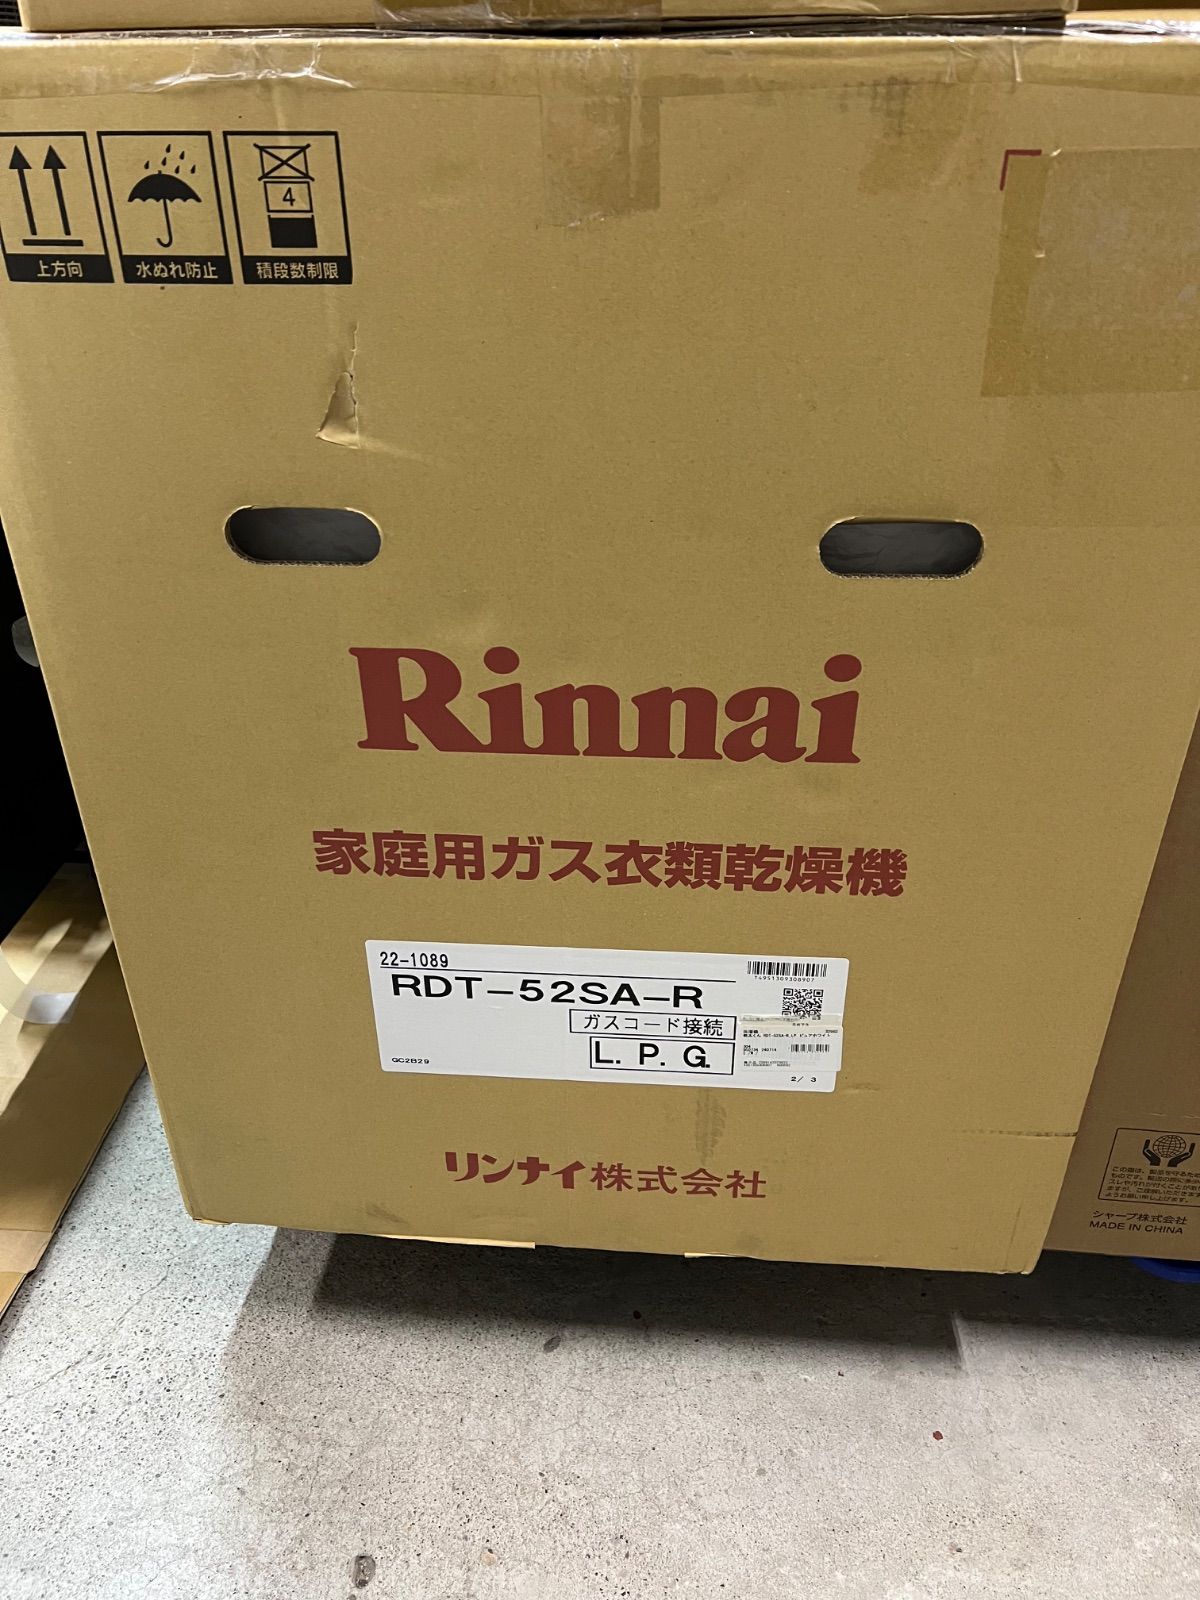 4
上方向
水ぬれ防止
積段数制限
Rinnai
家庭用ガス衣類乾燥機
22-1089
RDT-52SA-R
ガスコード接続
L.P.G.
GC2B29
2/ 3
リンナイ株式会社
シャープ株式会社
MADE IN CHINA